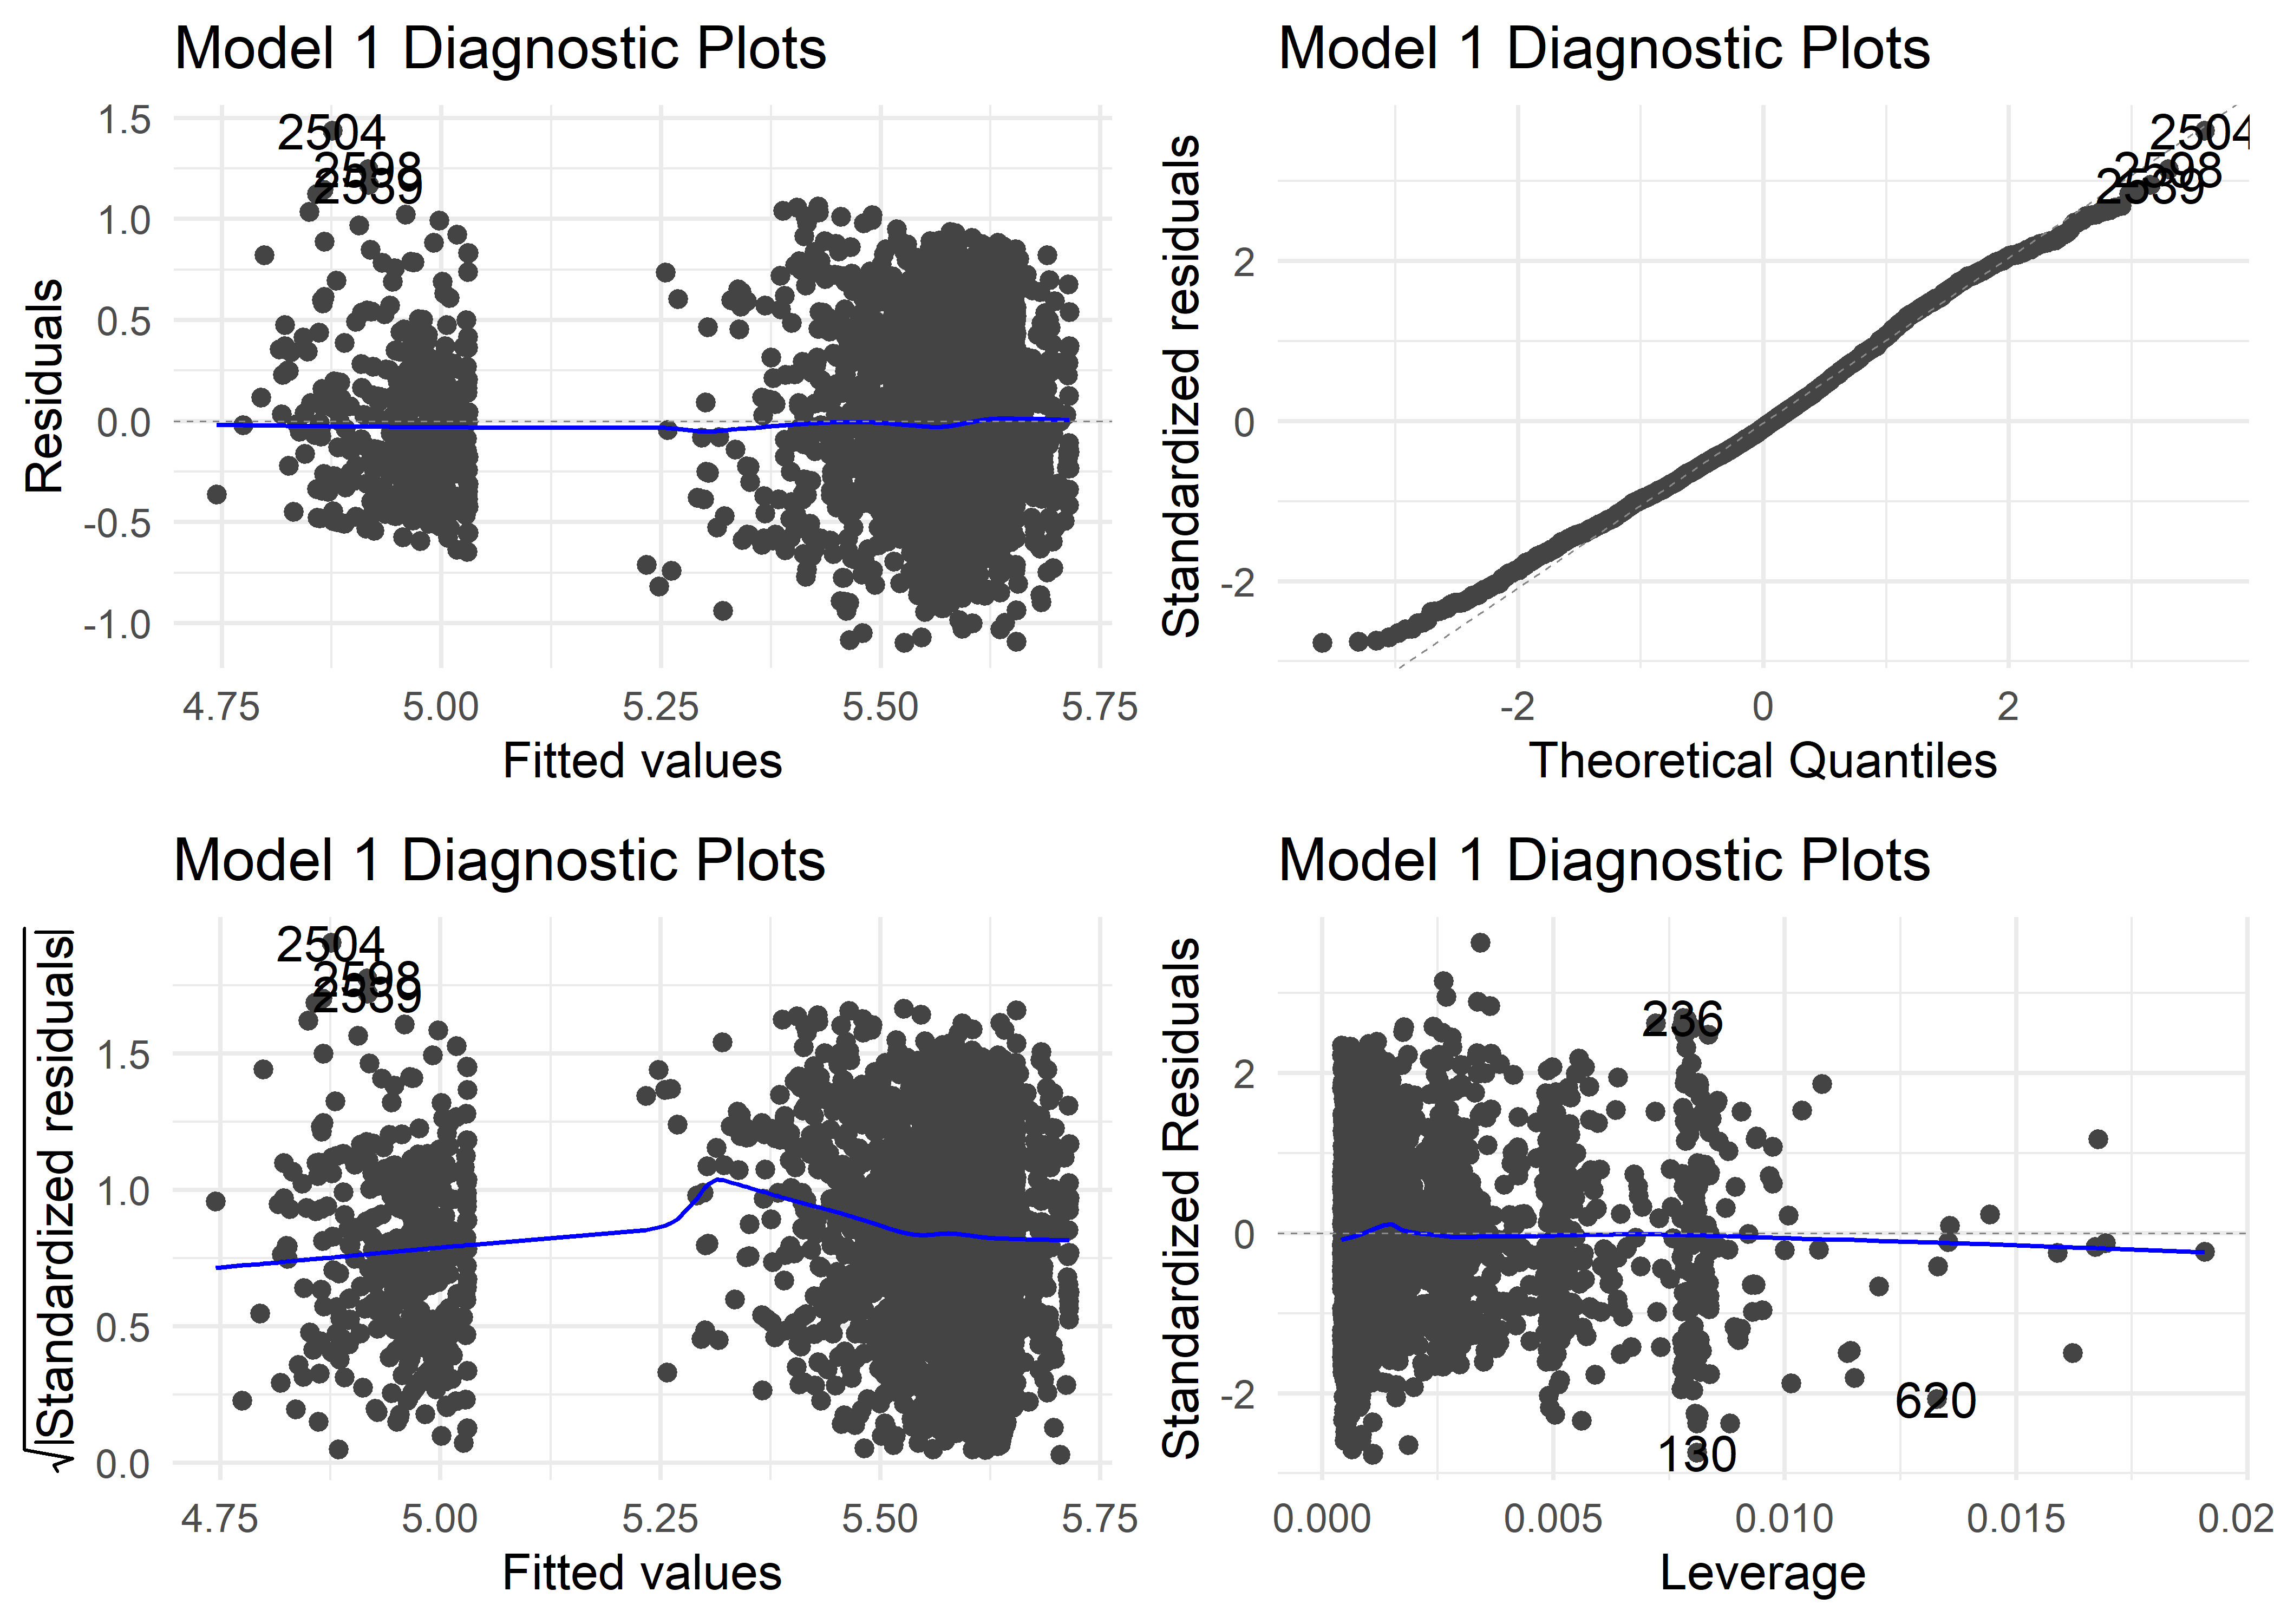 Model 1 Diagnostic Plots
Residuals
1.5
1.0
0.5
0.0
-0.5
-1.0
2504
2598
4.75 5.00 5.25 5.50 5.75
Fitted values
Model 1 Diagnostic Plots
Standardized residuals
2
0
-2
2504
2598
-2 0 2
Theoretical Quantiles
Model 1 Diagnostic Plots
√|Standardized residuals|
1.5
1.0
0.5
0.0
2504
2598
4.75 5.00 5.25 5.50 5.75
Fitted values
Model 1 Diagnostic Plots
Standardized Residuals
2
0
-2
236
620
130
0.000 0.005 0.010 0.015 0.02
Leverage